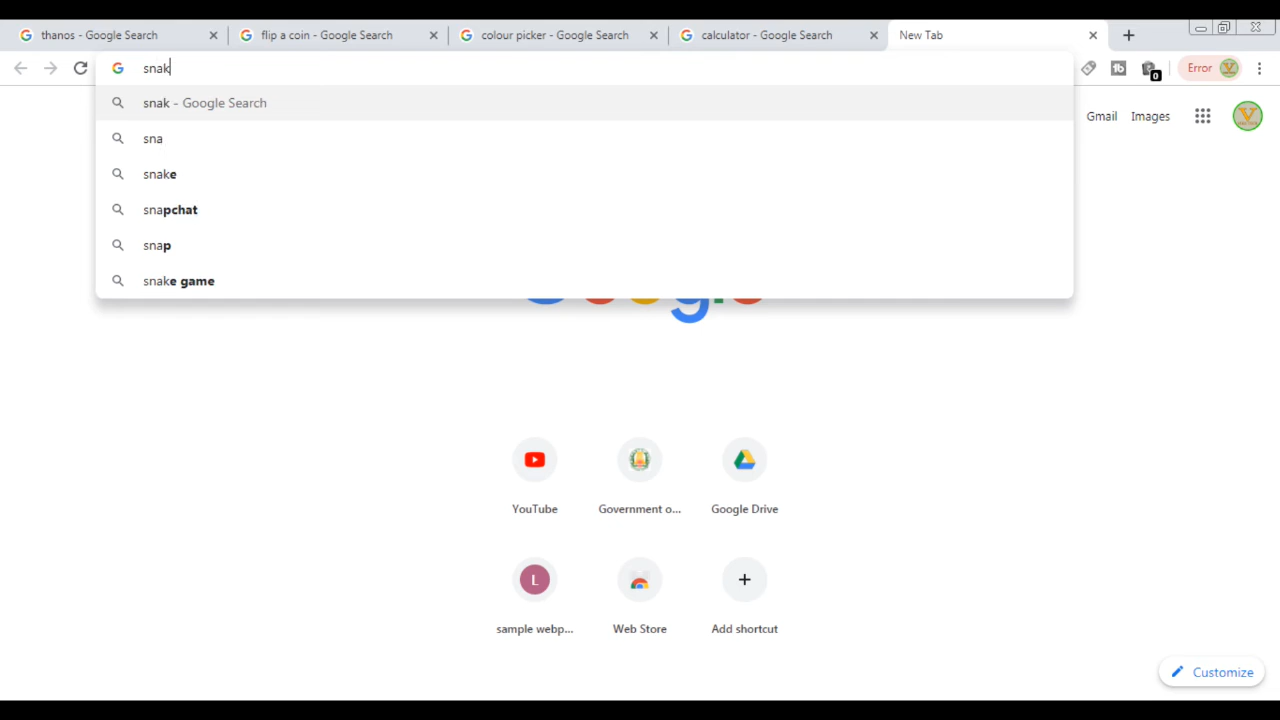 thanos - Google Search
flip a coin - Google Search
colour picker - Google Search
calculator - Google Search
New Tab
snak
Error
0
snak - Google Search
sna
snake
snapchat
snap
snake game
Gmail
Images
YouTube
Government o...
Google Drive
L
sample webp...
Web Store
Add shortcut
Customize